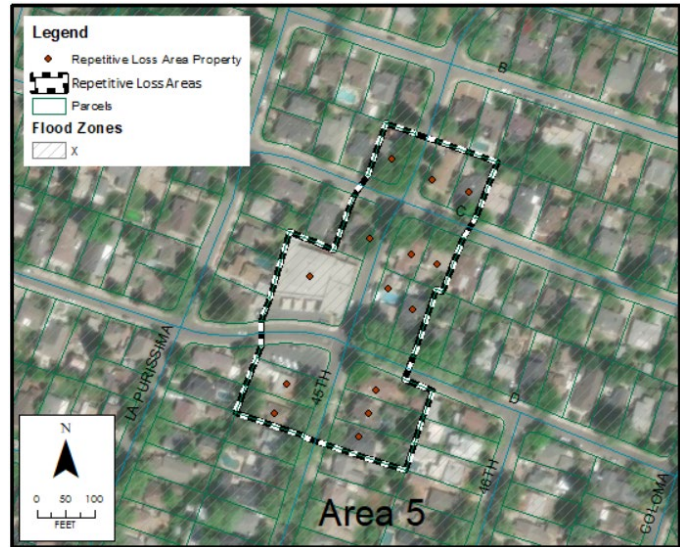 Legend
Repetitive Loss Area Property
Repetitive Loss Areas
Parcels
Flood Zones
X
B
C
LA PURISSIMA
45TH
D
46TH
COLOMA
N
0 50 100
FEET
Area 5